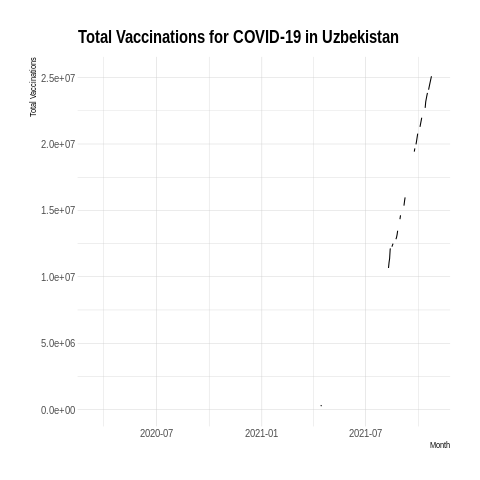 Total Vaccinations for COVID-19 in Uzbekistan
Total Vaccinations
2.5e+07
2.0e+07
1.5e+07
1.0e+07
5.0e+06
0.0e+00
2020-07 2021-01 2021-07
Month